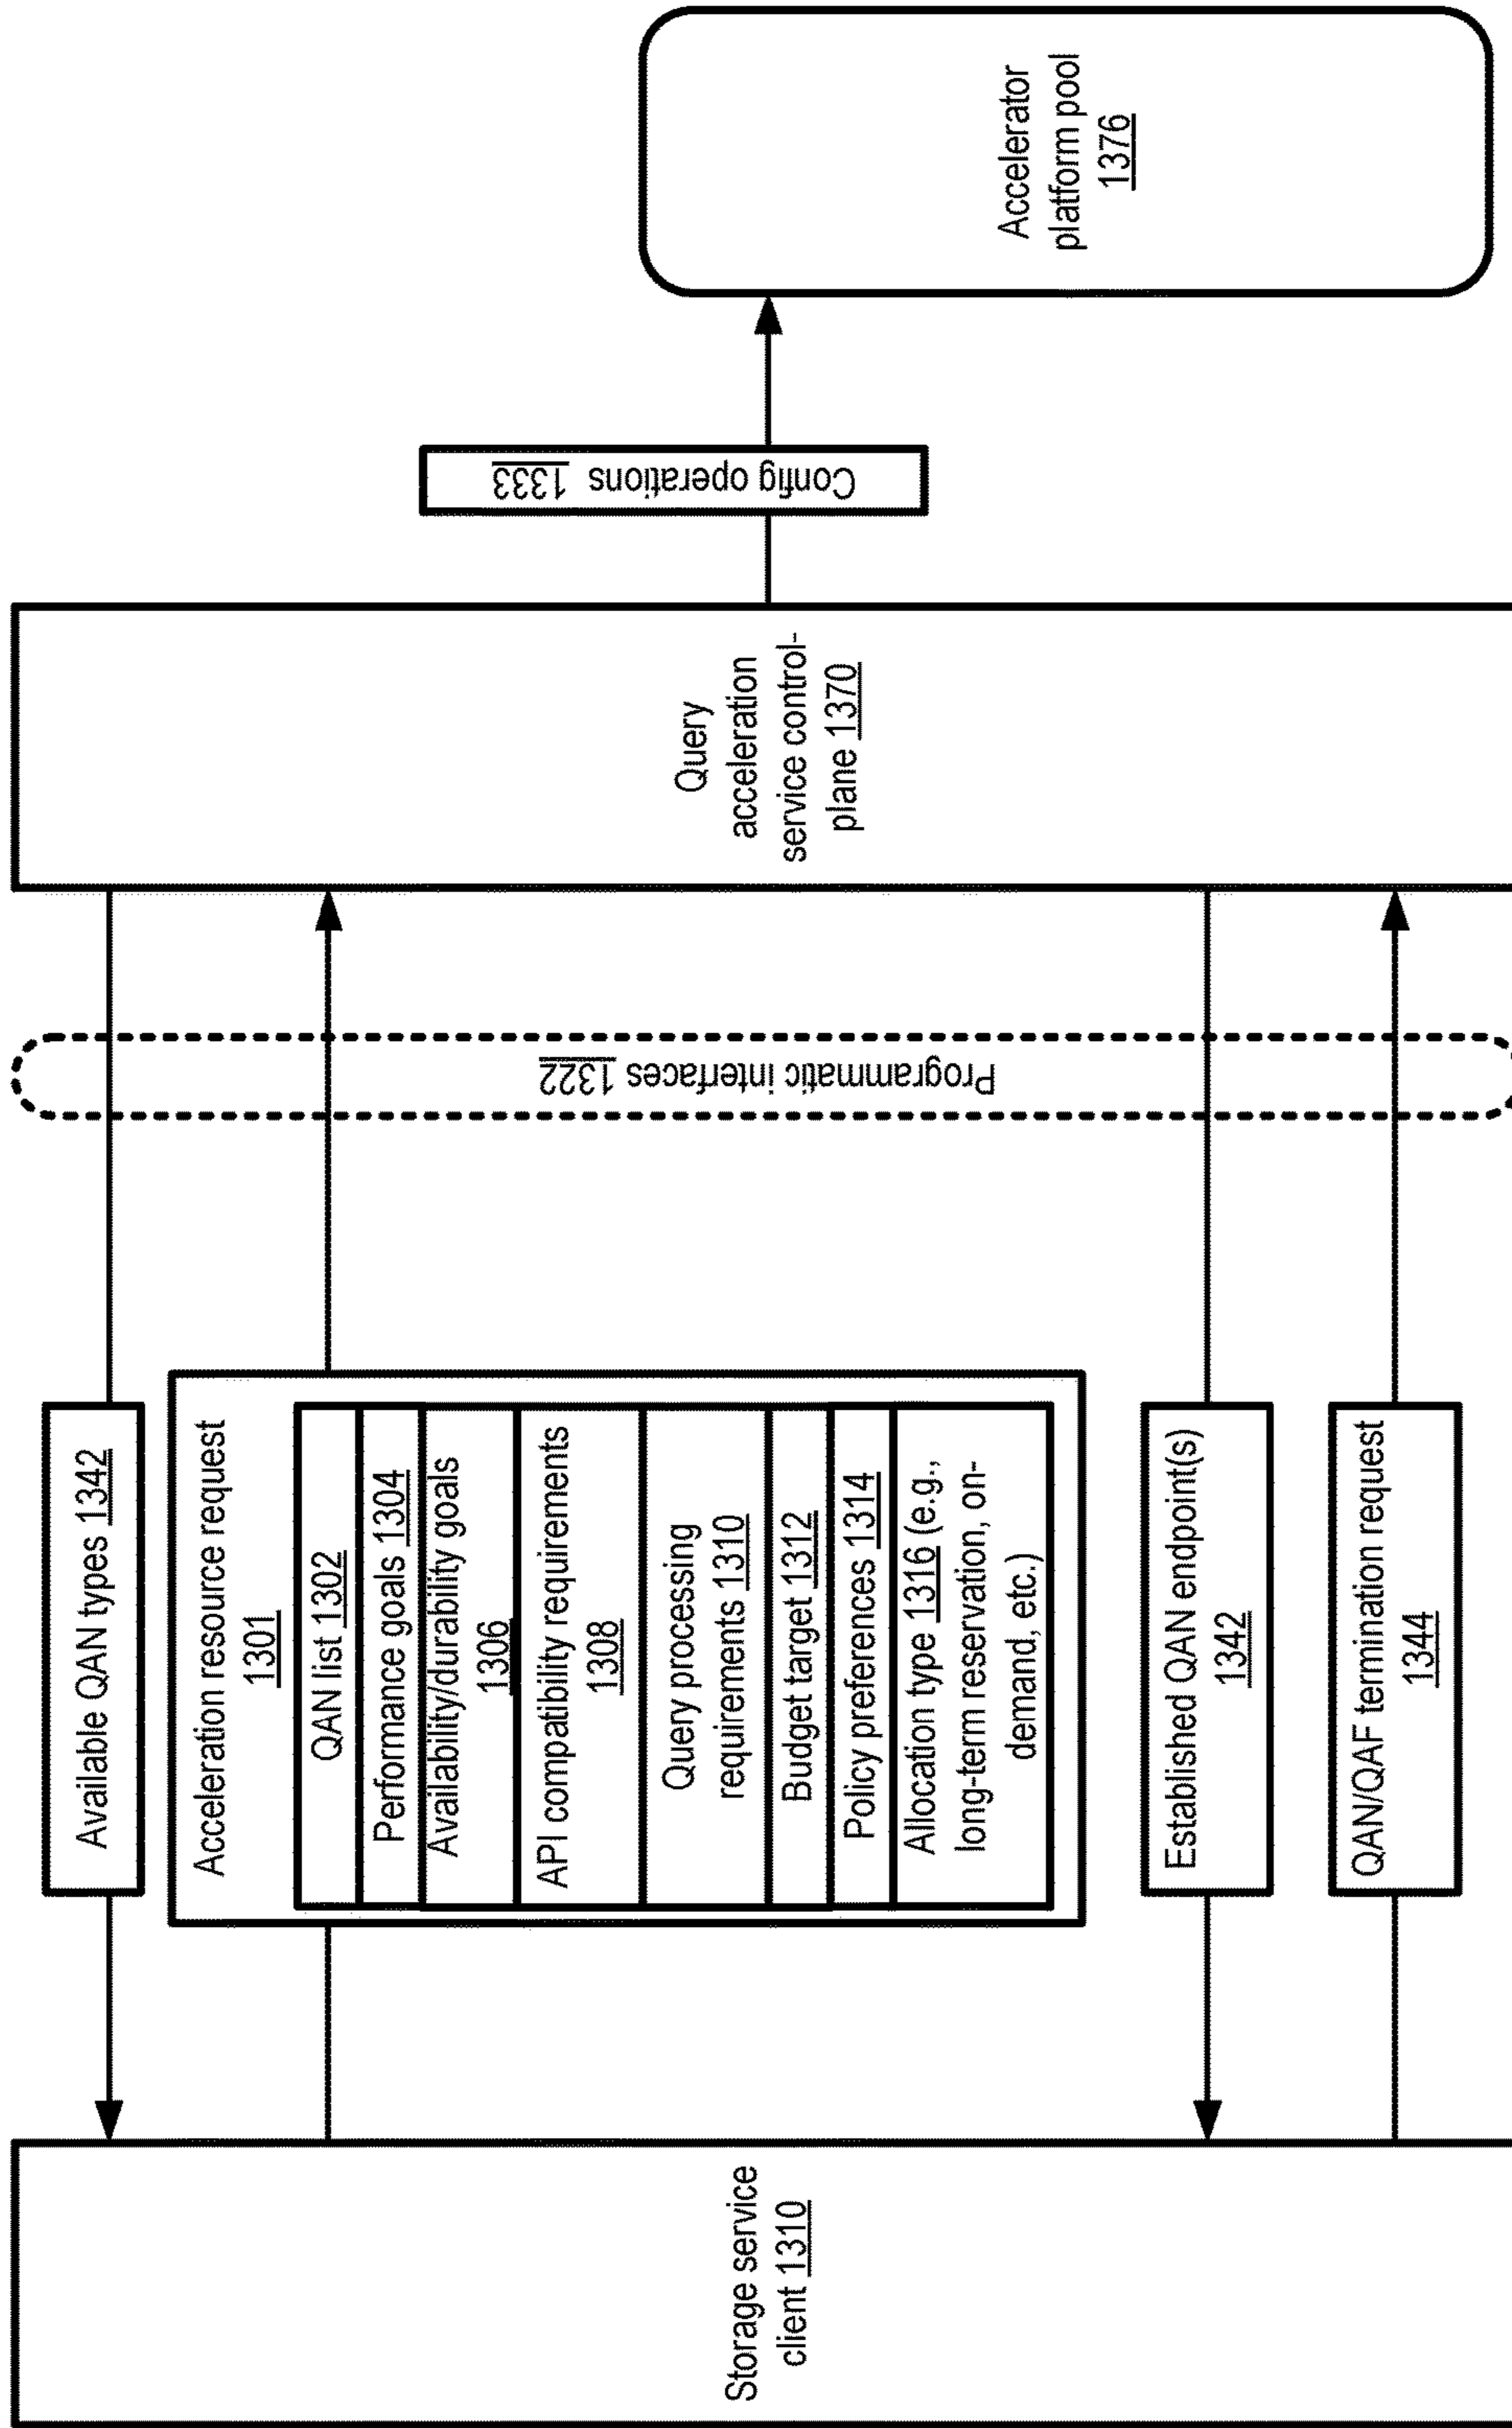 Storage service
client 1310
Available QAN types 1342
Acceleration resource request
1301
QAN list 1302
Performance goals 1304
Availability/durability goals
1306
API compatibility requirements
1308
Query processing
requirements 1310
Budget target 1312
Policy preferences 1314
Allocation type 1316 (e.g.,
long-term reservation, on-
demand, etc.)
Established QAN endpoint(s)
1342
QAN/QAF termination request
1344
Programmatic interfaces 1322
Query
acceleration
service control-
plane 1370
Config operations 1333
Accelerator
platform pool
1376